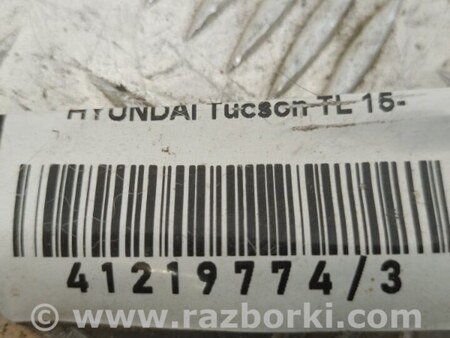 HYUNDAI Tucson TL 15-
41219774/3
© www.razborki.com